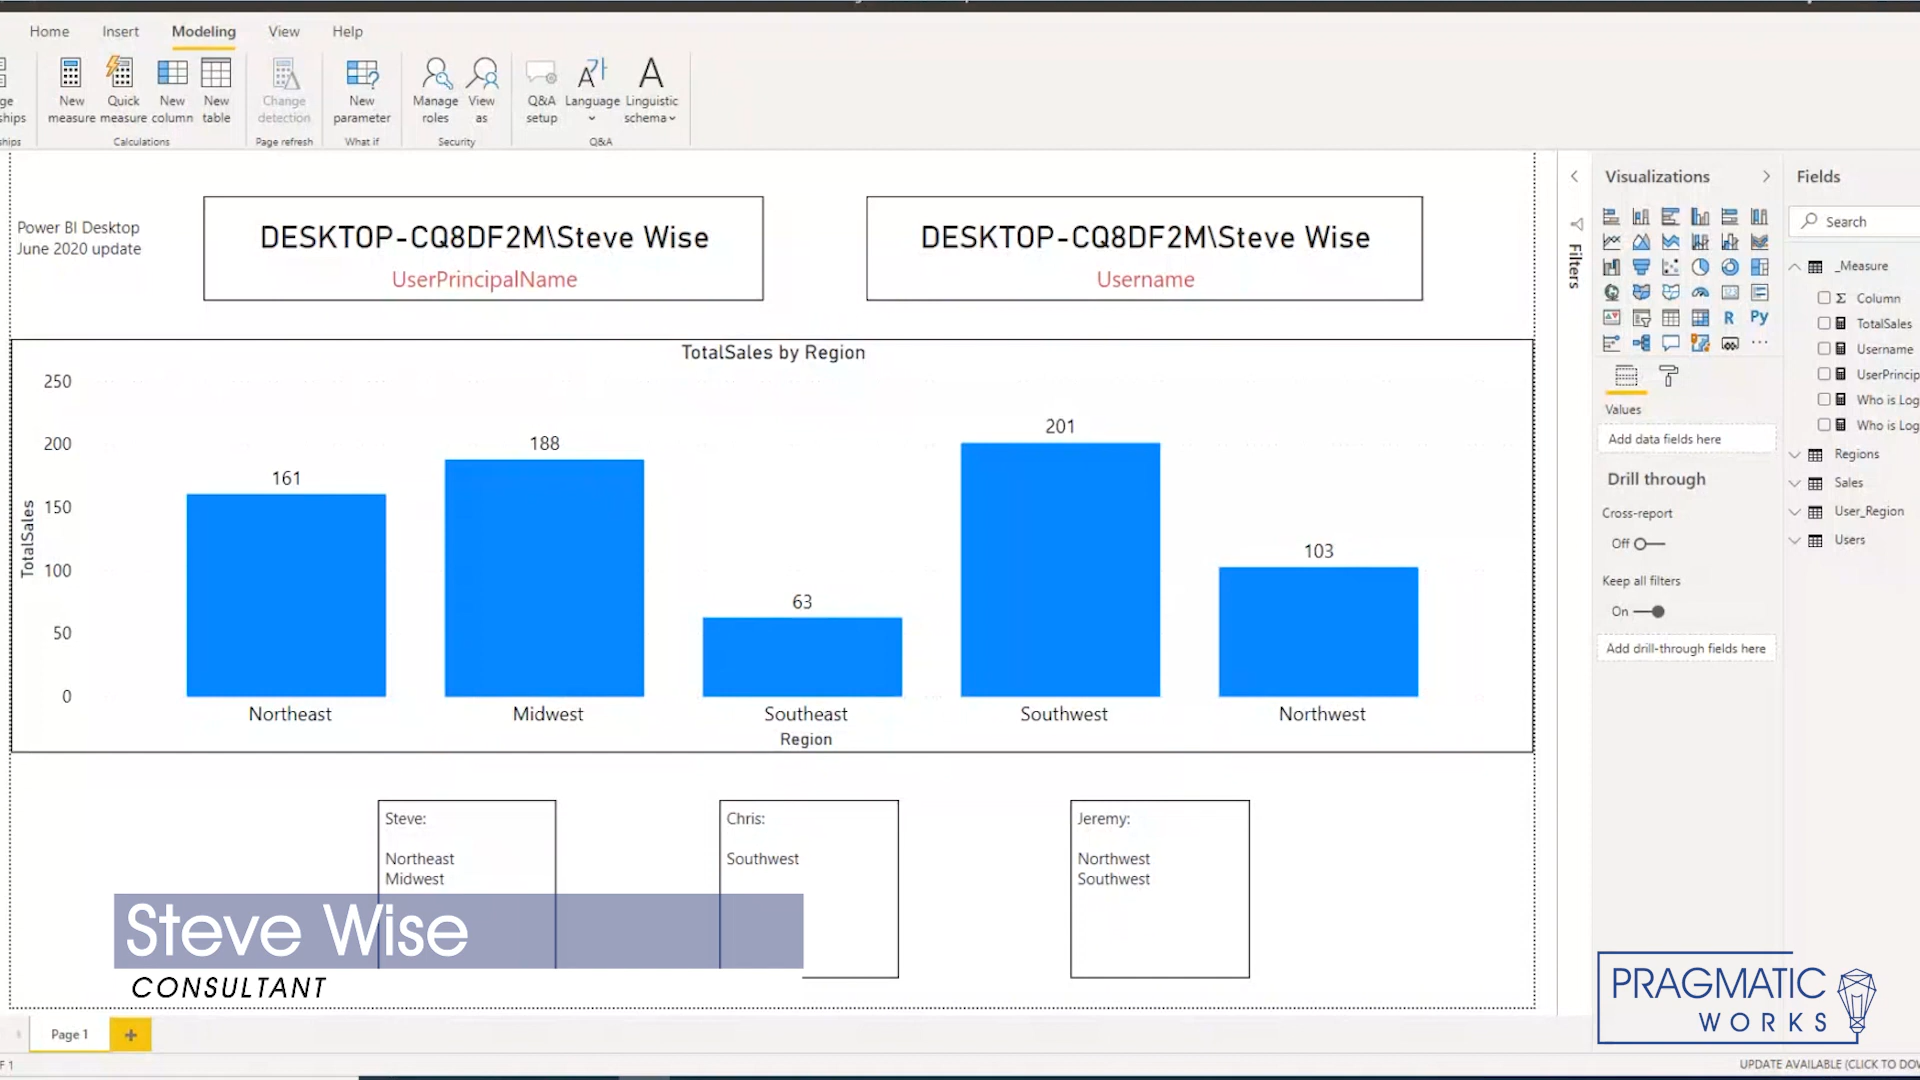 Home Insert Modeling View Help
New measure
Quick measure
New column
New table
Calculations
Change detection
Page refresh
New parameter
What if
Manage roles
View as
Security
Q&A setup
Language
Linguistic schema
Q&A
Power BI Desktop
June 2020 update
DESKTOP-CQ8DF2M\Steve Wise
UserPrincipalName
DESKTOP-CQ8DF2M\Steve Wise
Username
TotalSales by Region
TotalSales
250
200
150
100
50
0
161
188
63
201
103
Northeast
Midwest
Southeast
Southwest
Northwest
Region
Steve:
Northeast
Midwest
Chris:
Southwest
Jeremy:
Northwest
Southwest
Steve Wise
CONSULTANT
Page 1
Filters
Visualizations
R
Py
Values
Add data fields here
Drill through
Cross-report
Off
Keep all filters
On
Add drill-through fields here
Fields
Search
_Measure
Column
TotalSales
Username
UserPrincip
Who is Log
Who is Log
Regions
Sales
User_Region
Users
PRAGMATIC
WORKS
UPDATE AVAILABLE (CLICK TO DO